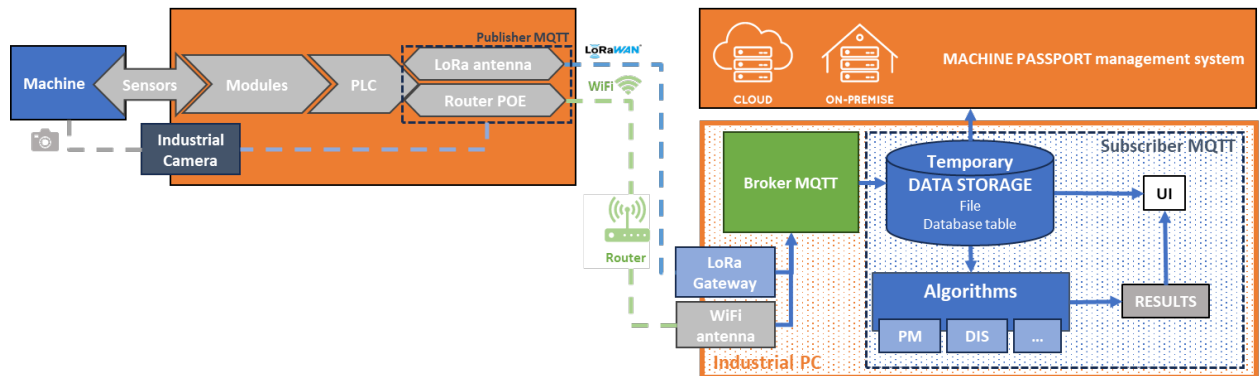 Publisher MQTT
Machine
Sensors
Modules
PLC
LoRa antenna
Router POE
Industrial
Camera
LoRaWAN
WiFi
Router
CLOUD
ON-PREMISE
MACHINE PASSPORT management system
Broker MQTT
Temporary
DATA STORAGE
File
Database table
Subscriber MQTT
UI
LoRa
Gateway
WiFi
antenna
Algorithms
PM
DIS
...
RESULTS
Industrial PC